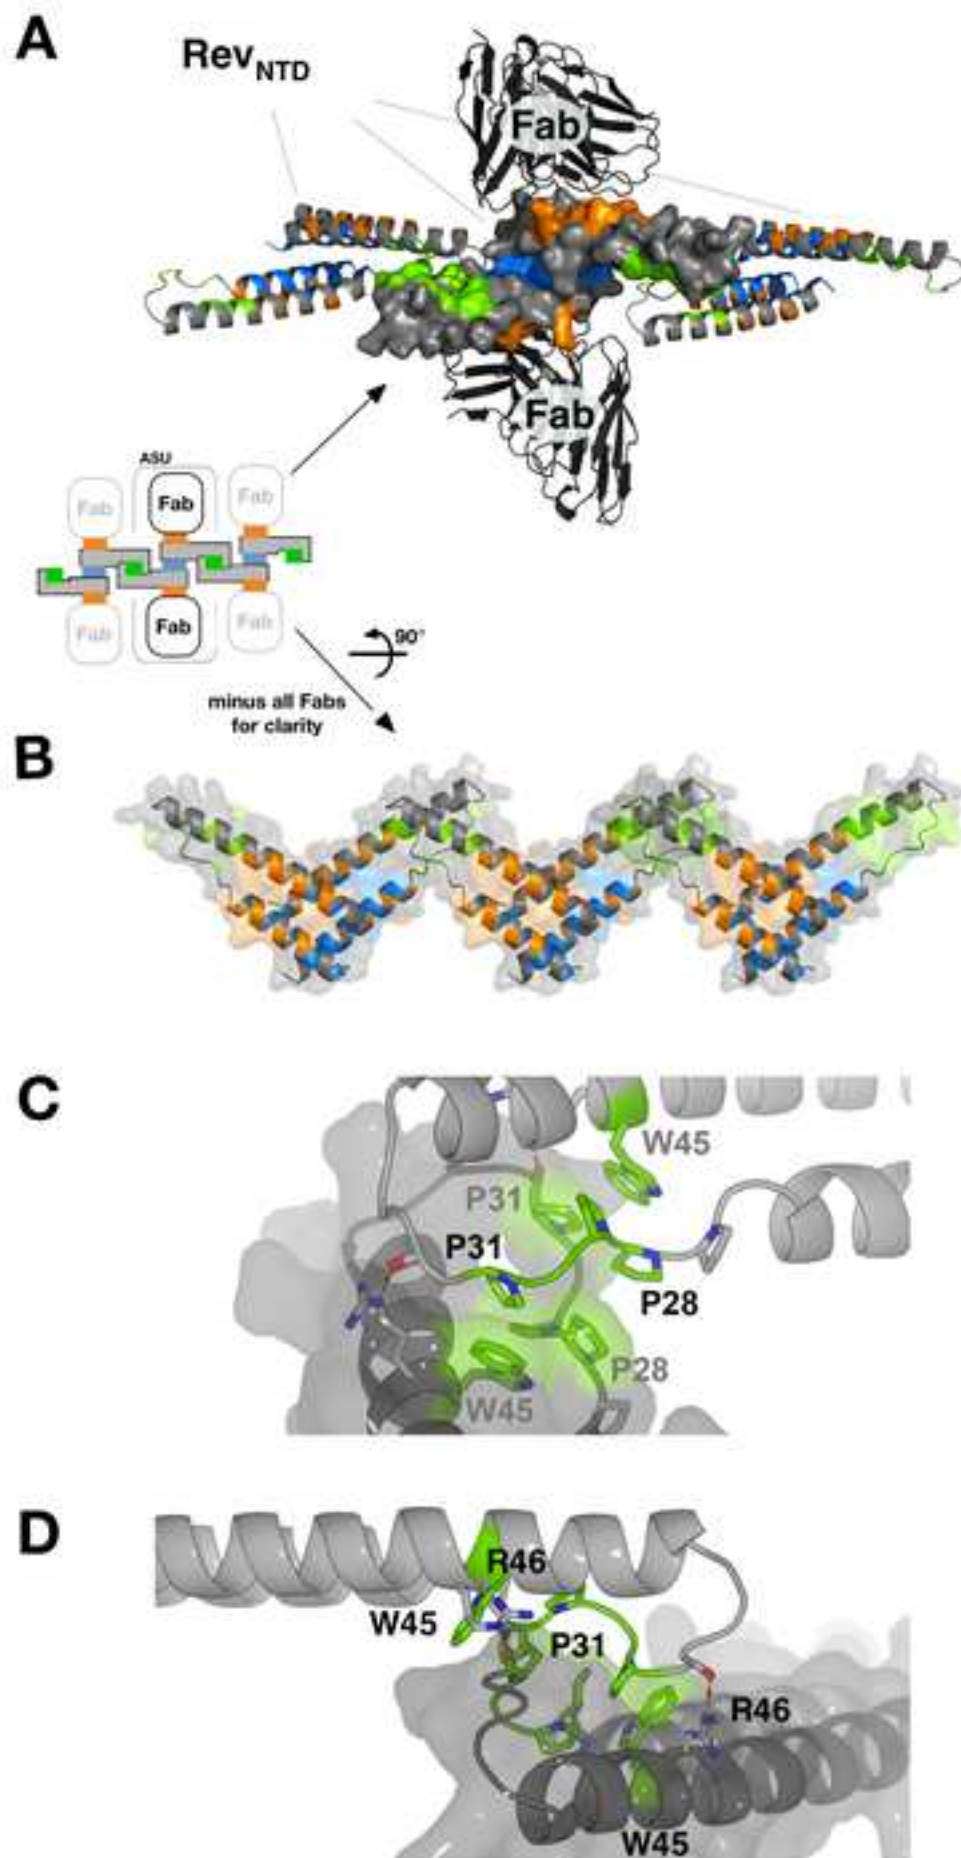 A
Rev NTD
Fab
Fab
ASU
Fab
Fab
Fab
Fab
Fab
Fab
90°
minus all Fabs
for clarity
B
C
W45
P31
P31
P28
P28
W45
D
R46
W45
P31
R46
W45